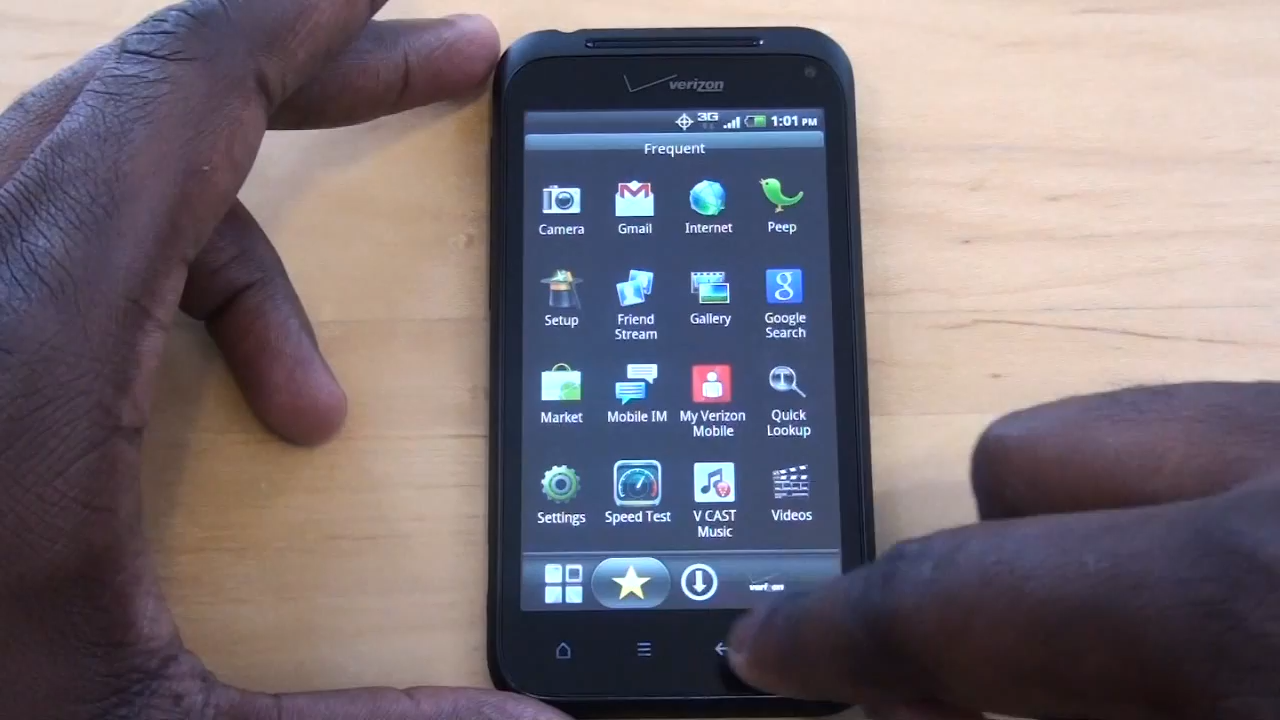 verizon
3G 1:01 PM
Frequent
Camera Gmail Internet Peep
Setup Friend Stream Gallery Google Search
Market Mobile IM My Verizon Mobile Quick Lookup
Settings Speed Test V CAST Music Videos
verizon